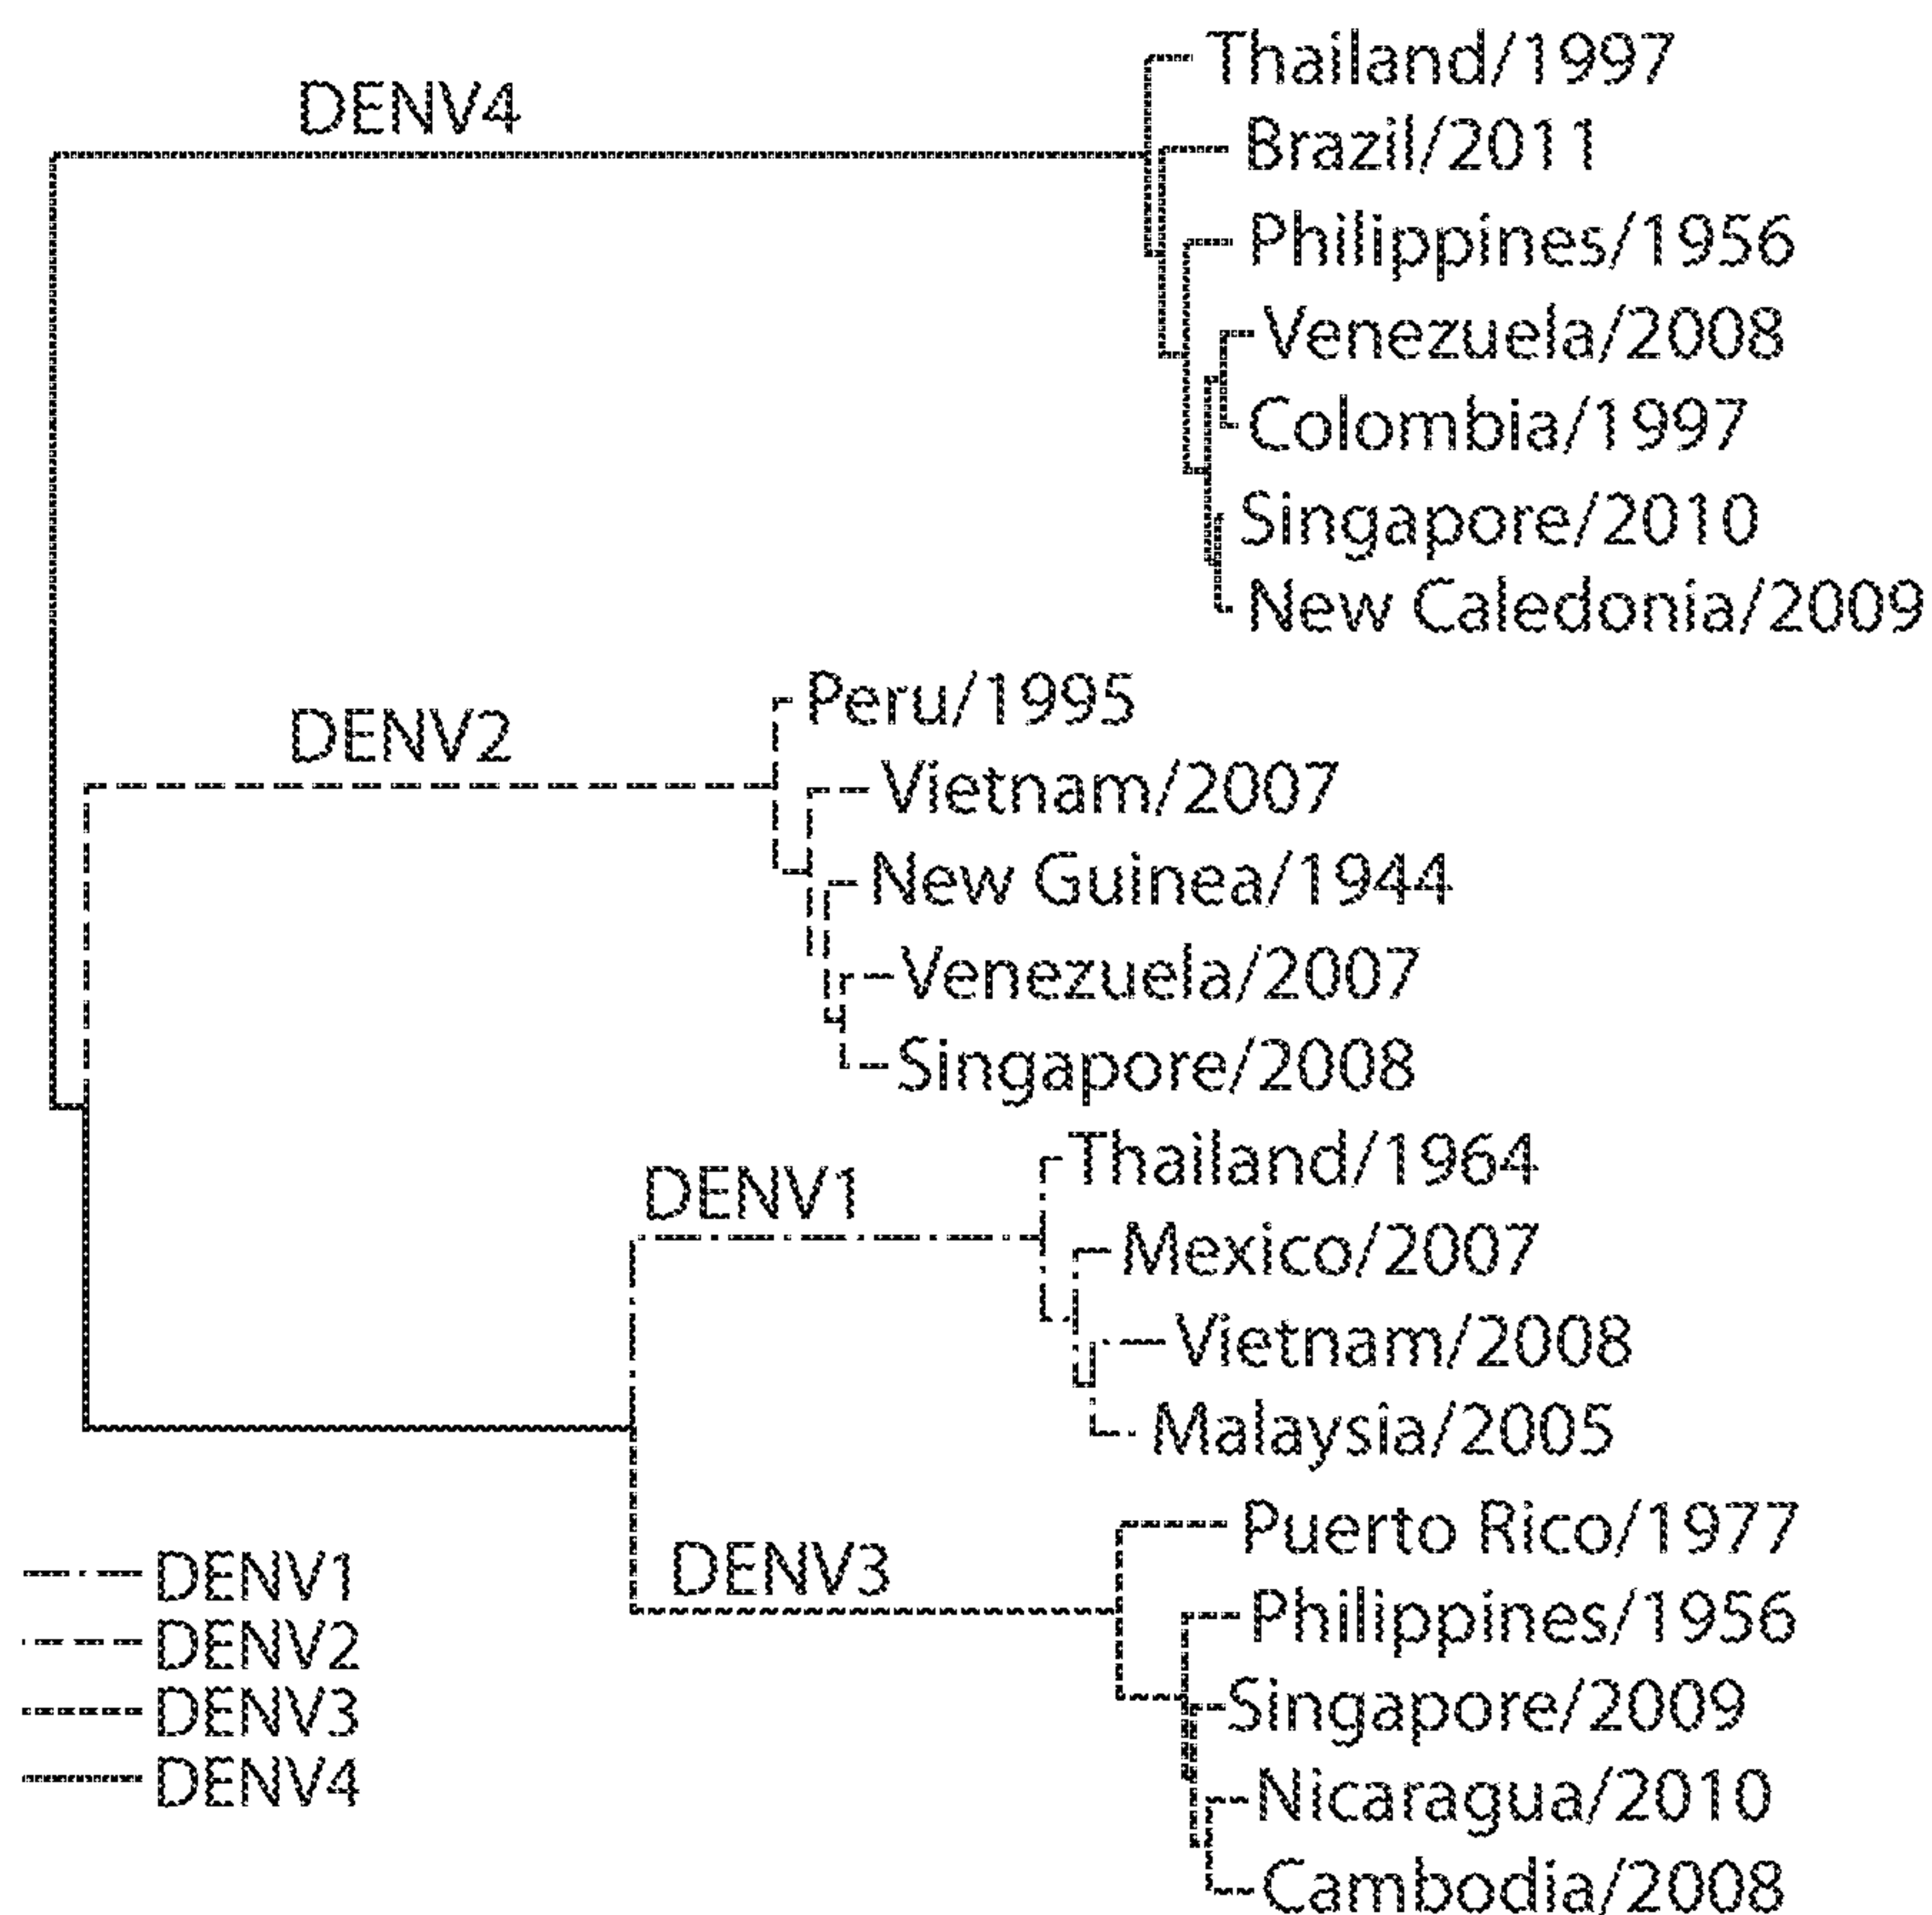 Thailand/1997
DENV4
Brazil/2011
Philippines/1956
Venezuela/2008
Colombia/1997
Singapore/2010
New Caledonia/2009
Peru/1995
DENV2
Vietnam/2007
New Guinea/1944
Venezuela/2007
Singapore/2008
Thailand/1964
DENV1
Mexico/2007
Vietnam/2008
Malaysia/2005
Puerto Rico/1977
DENV3
Philippines/1956
Singapore/2009
Nicaragua/2010
Cambodia/2008
DENV1
DENV2
DENV3
DENV4